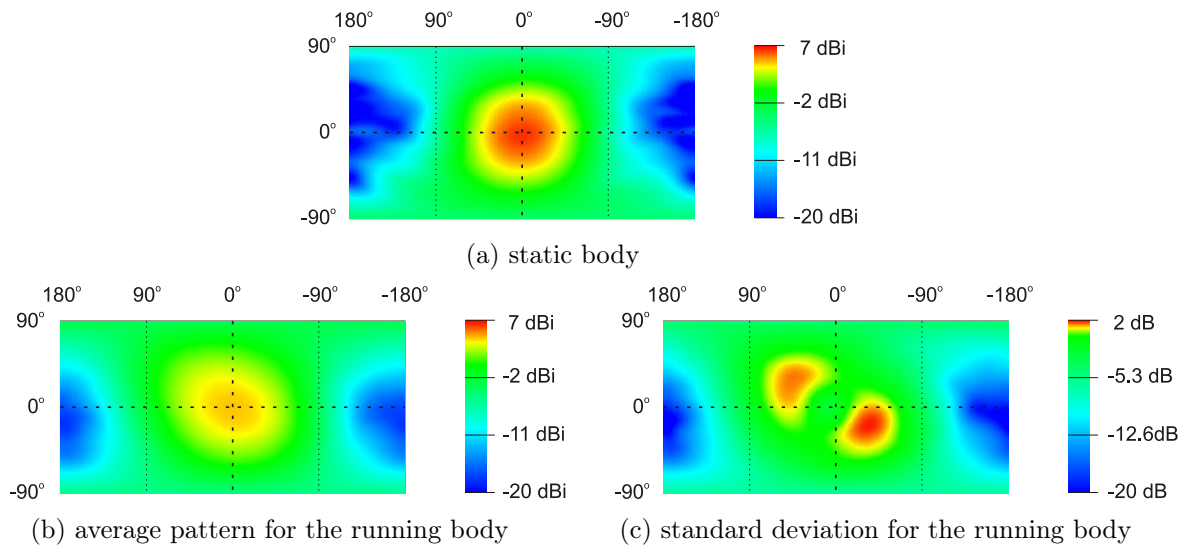 180° 90° 0° -90° -180°
90°
0°
-90°
7 dBi
-2 dBi
-11 dBi
-20 dBi
(a) static body
180° 90° 0° -90° -180°
90°
0°
-90°
7 dBi
-2 dBi
-11 dBi
-20 dBi
(b) average pattern for the running body
180° 90° 0° -90° -180°
90°
0°
-90°
2 dB
-5.3 dB
-12.6dB
-20 dB
(c) standard deviation for the running body